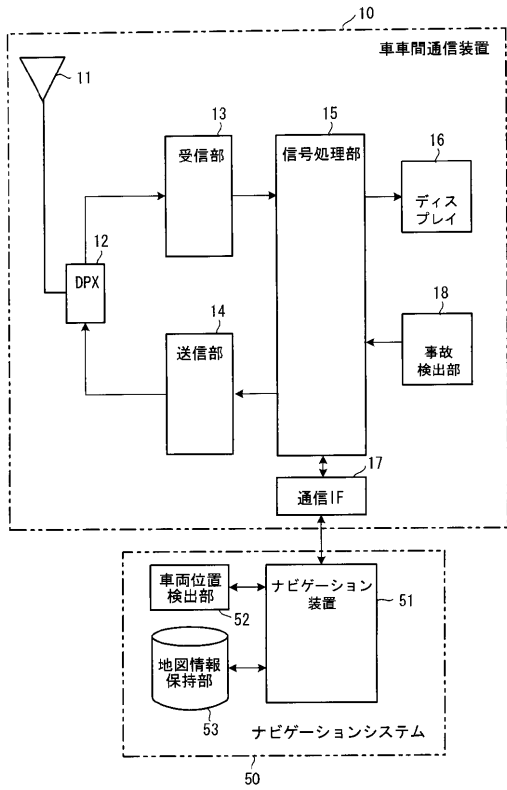 10
車車間通信装置
11
13
受信部
15
信号処理部
16
ディス
プレイ
12
DPX
14
送信部
18
事故
検出部
17
通信IF
車両位置
検出部
52
ナビゲーション
装置
51
地図情報
保持部
53
ナビゲーションシステム
50